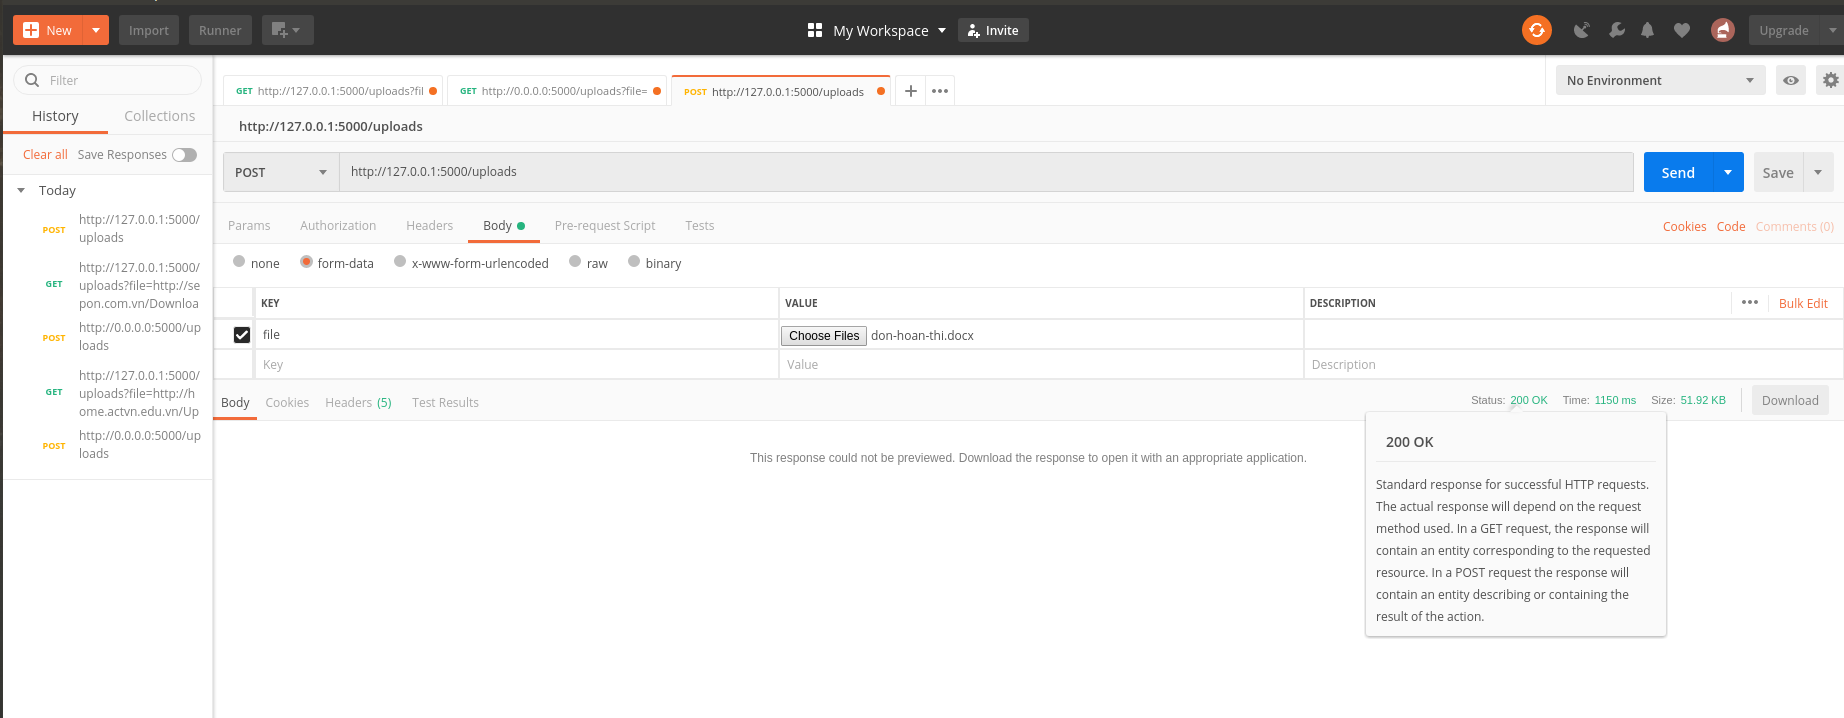 New
Import
Runner
My Workspace
Invite
Upgrade
Filter
History
Collections
Clear all
Save Responses
Today
POST
http://127.0.0.1:5000/
uploads
GET
http://127.0.0.1:5000/
uploads?file=http://se
pon.com.vn/Downloa
POST
http://0.0.0.0:5000/up
loads
GET
http://127.0.0.1:5000/
uploads?file=http://h
ome.actvn.edu.vn/Up
POST
http://0.0.0.0:5000/up
loads
GET http://127.0.0.1:5000/uploads?fil
GET http://0.0.0.0:5000/uploads?file=
POST http://127.0.0.1:5000/uploads
No Environment
http://127.0.0.1:5000/uploads
POST
http://127.0.0.1:5000/uploads
Send
Save
Params
Authorization
Headers
Body
Pre-request Script
Tests
Cookies
Code
Comments (0)
none
form-data
x-www-form-urlencoded
raw
binary
KEY
VALUE
DESCRIPTION
Bulk Edit
file
Choose Files
don-hoan-thi.docx
Key
Value
Description
Body
Cookies
Headers (5)
Test Results
Status: 200 OK
Time: 1150 ms
Size: 51.92 KB
Download
This response could not be previewed. Download the response to open it with an appropriate application.
200 OK
Standard response for successful HTTP requests.
The actual response will depend on the request
method used. In a GET request, the response will
contain an entity corresponding to the requested
resource. In a POST request the response will
contain an entity describing or containing the
result of the action.